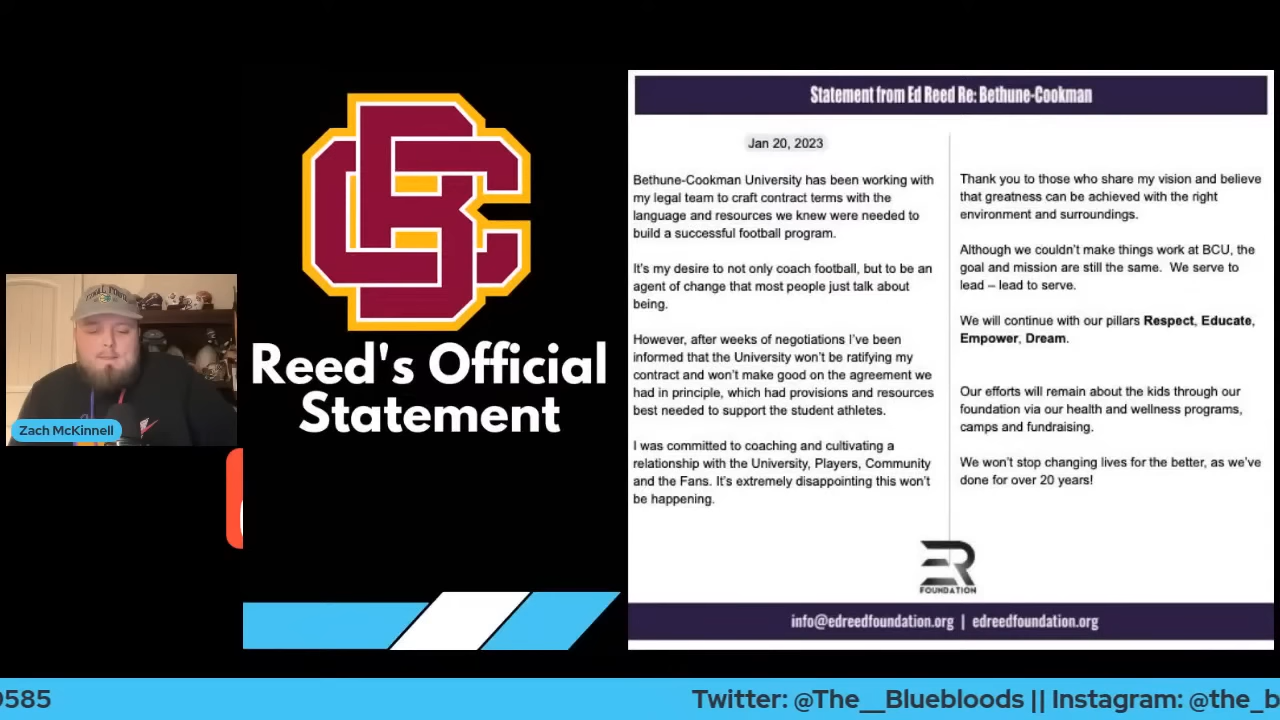 Statement from Ed Reed Re: Bethune-Cookman
Jan 20, 2023
Bethune-Cookman University has been working with
my legal team to craft contract terms with the
language and resources we knew were needed to
build a successful football program.
It's my desire to not only coach football, but to be an
agent of change that most people just talk about
being.
However, after weeks of negotiations I've been
informed that the University won't be ratifying my
contract and won't make good on the agreement we
had in principle, which had provisions and resources
best needed to support the student athletes.
I was committed to coaching and cultivating a
relationship with the University, Players, Community
and the Fans. It's extremely disappointing this won't
be happening.
Thank you to those who share my vision and believe
that greatness can be achieved with the right
environment and surroundings.
Although we couldn't make things work at BCU, the
goal and mission are still the same. We serve to
lead – lead to serve.
We will continue with our pillars Respect, Educate,
Empower, Dream.
Our efforts will remain about the kids through our
foundation via our health and wellness programs,
camps and fundraising.
We won't stop changing lives for the better, as we've
done for over 20 years!
ER
FOUNDATION
info@edreedfoundation.org | edreedfoundation.org
BC
Reed's Official
Statement
Zach McKinnell
585
Twitter: @The__Bluebloods || Instagram: @the_b